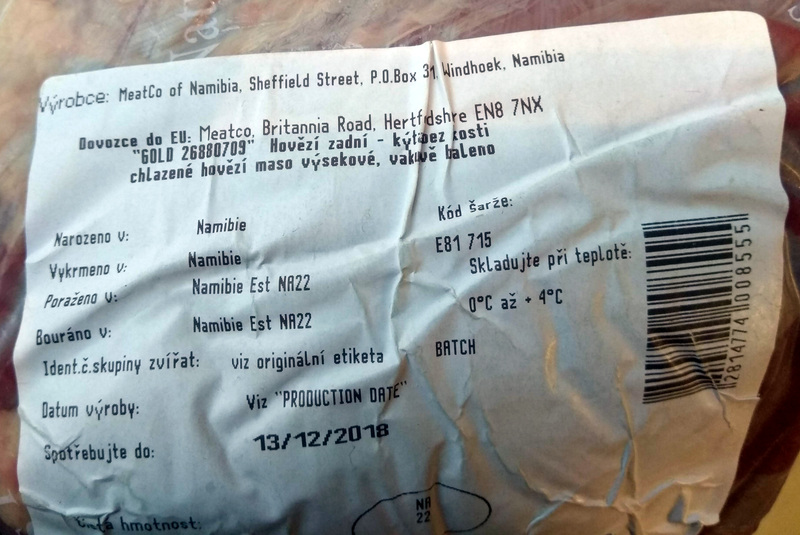 Výrobce: MeatCo of Namibia, Sheffield Street, P.O.Box 31 Windhoek, Namibia
Dovozce do EU: Meatco, Britannia Road, EN8 7NX
"GOLD 26880709" Hovězí zadní - bez kosti
chlazené hovězí maso výsekové, baleno
Narozeno v: Namibie
Kód šarže:
Vykrmeno v: Namibie
E81 715
Poraženo v: Namibie Est NA22
Skladujte při teplotě:
Bouráno v: Namibie Est NA22
0°C až + 4°C
Ident.č.skupiny zvířat: viz originální etiketa BATCH
Datum výroby: Viz "PRODUCTION DATE"
Spotřebujte do: 13/12/2018
hmotnost:
NA
22